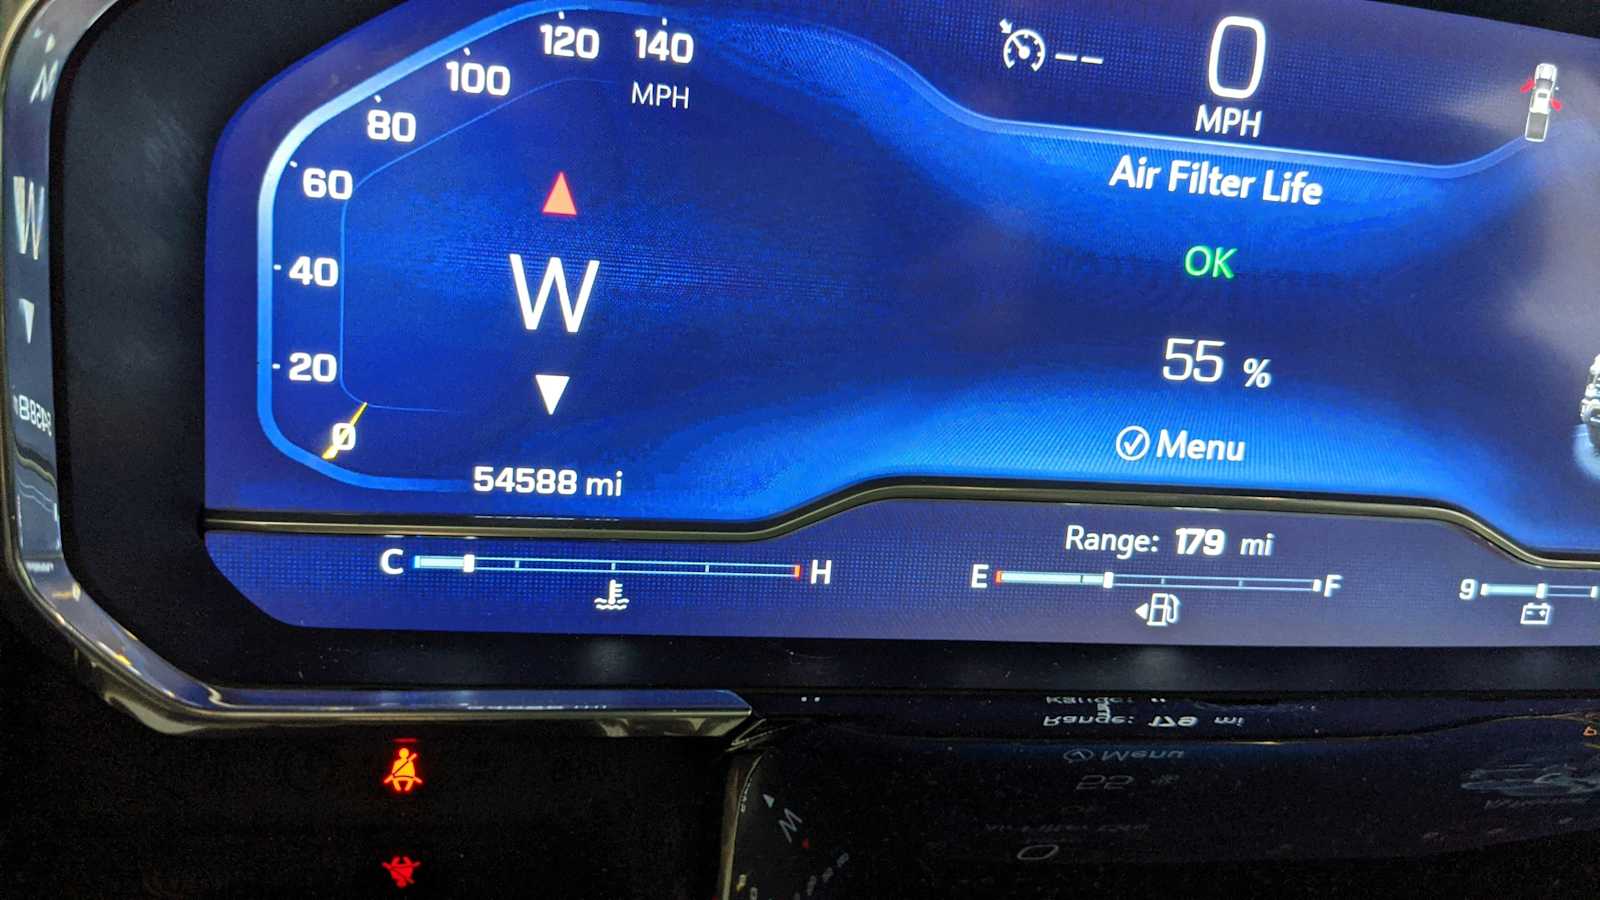 120 140
100
MPH
80
60
40
20
0
W
54588 mi
--
0
MPH
Air Filter Life
OK
55 %
Menu
Range: 179 mi
C H
E F
9